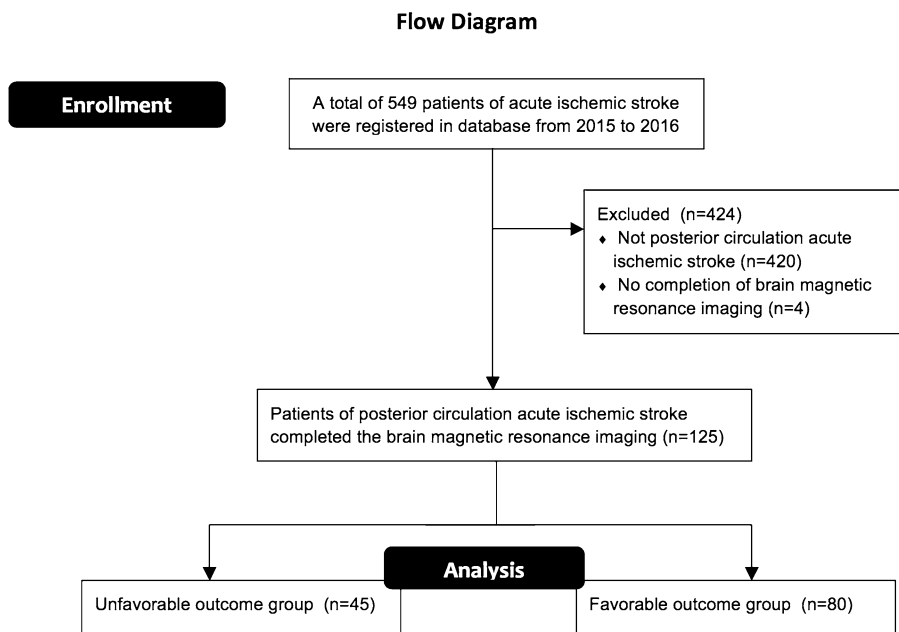 Flow Diagram
Enrollment
A total of 549 patients of acute ischemic stroke
were registered in database from 2015 to 2016
Excluded (n=424)
♦ Not posterior circulation acute
ischemic stroke (n=420)
♦ No completion of brain magnetic
resonance imaging (n=4)
Patients of posterior circulation acute ischemic stroke
completed the brain magnetic resonance imaging (n=125)
Analysis
Unfavorable outcome group (n=45)
Favorable outcome group (n=80)